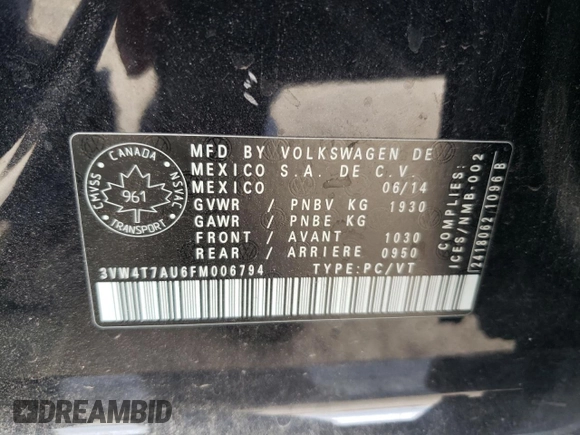 MFD BY VOLKSWAGEN DE
MEXICO S.A. DE C.V.
MEXICO 06/14
GVWR / PNBV KG 1930
GAWR / PNBE KG
FRONT / AVANT 1030
REAR / ARRIERE 0950
3VW4T7AU6FM006794 TYPE:PC/VT
COMPLIES:
ICES/NMB-002
CANADA
CMVSS
NSVAC
961
TRANSPORT
DREAMBID